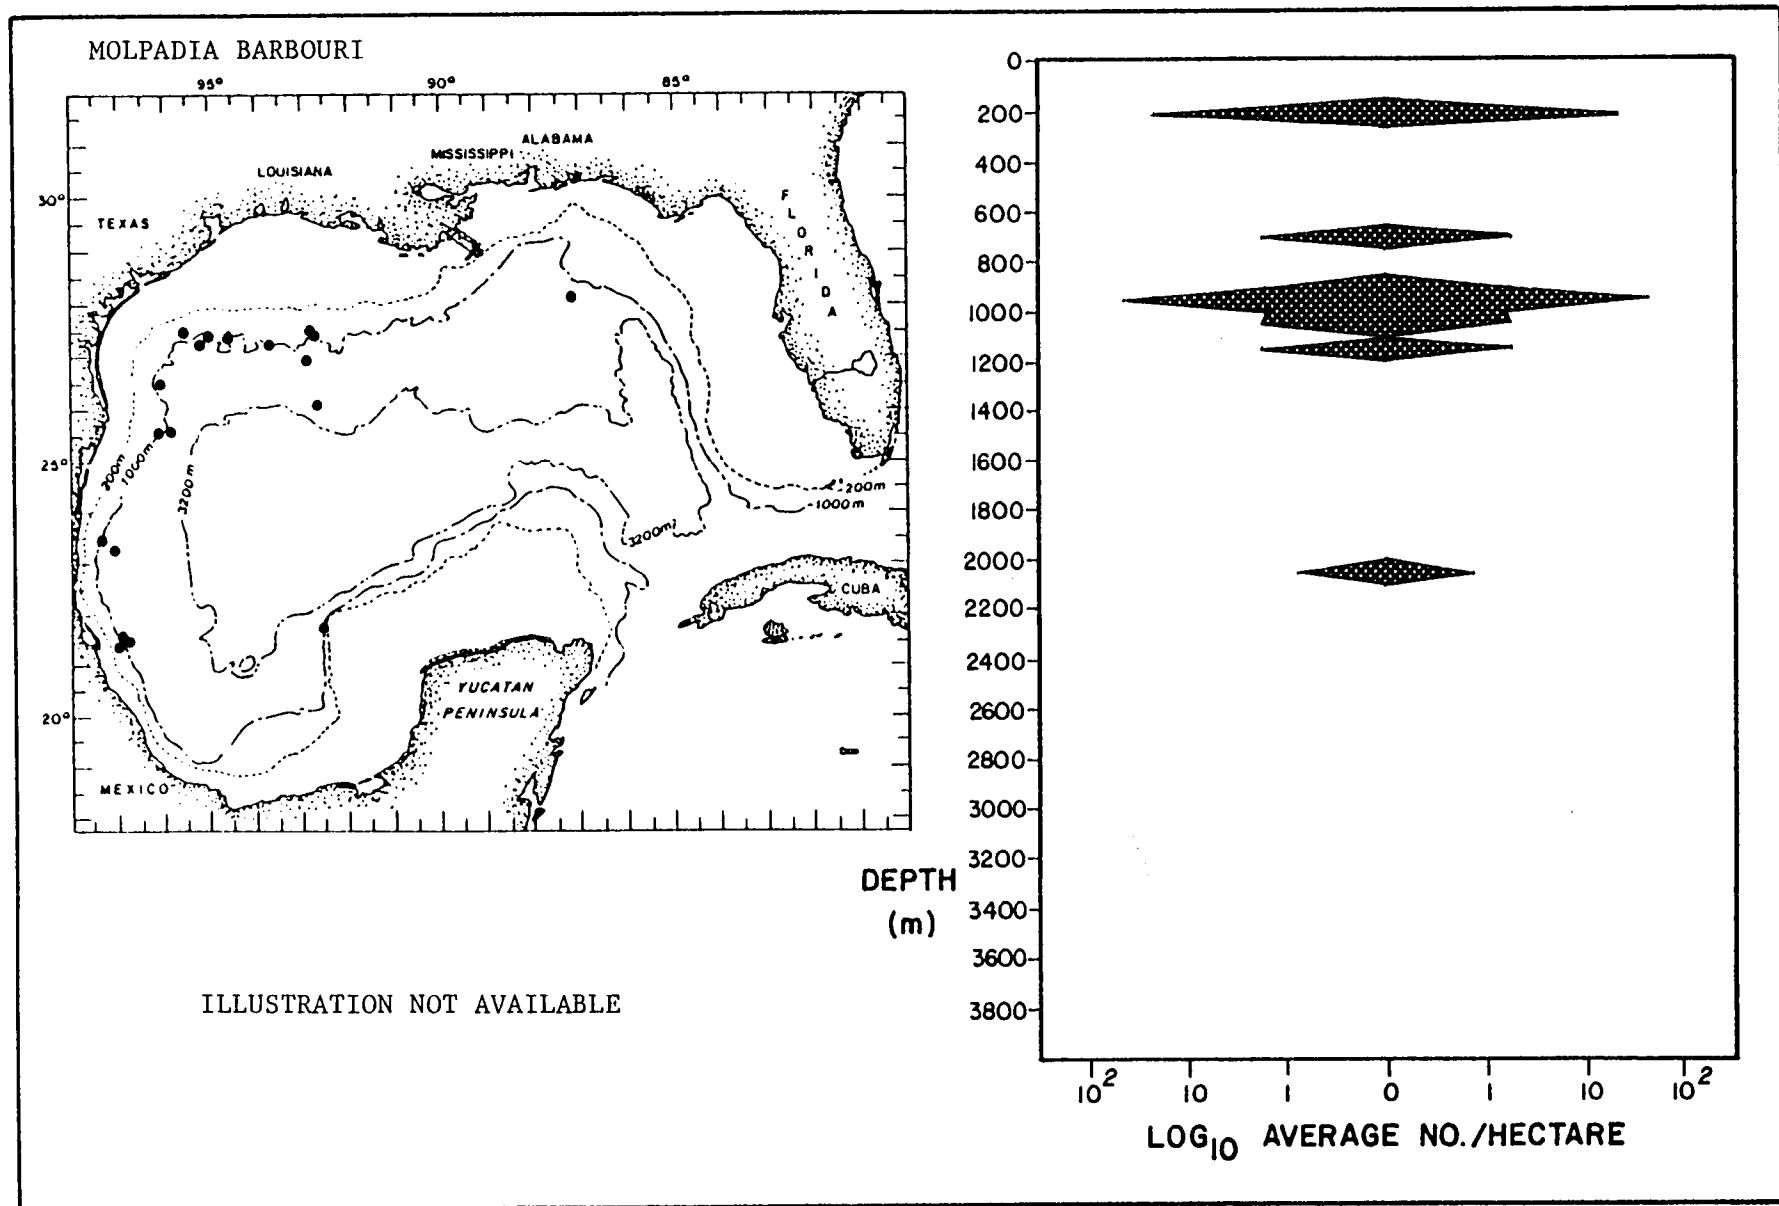 MOLPADIA BARBOURI
95° 90° 85°
ALABAMA
MISSISSIPPI
LOUISIANA
30°
TEXAS
FLORIDA
25°
200m
1000m
3200m
200m
1000m
3200m
CUBA
YUCATAN
PENINSULA
20°
MEXICO
ILLUSTRATION NOT AVAILABLE
DEPTH
(m)
0
200
400
600
800
1000
1200
1400
1600
1800
2000
2200
2400
2600
2800
3000
3200
3400
3600
3800
10² 10 1 0 1 10 10²
LOG₁₀ AVERAGE NO./HECTARE